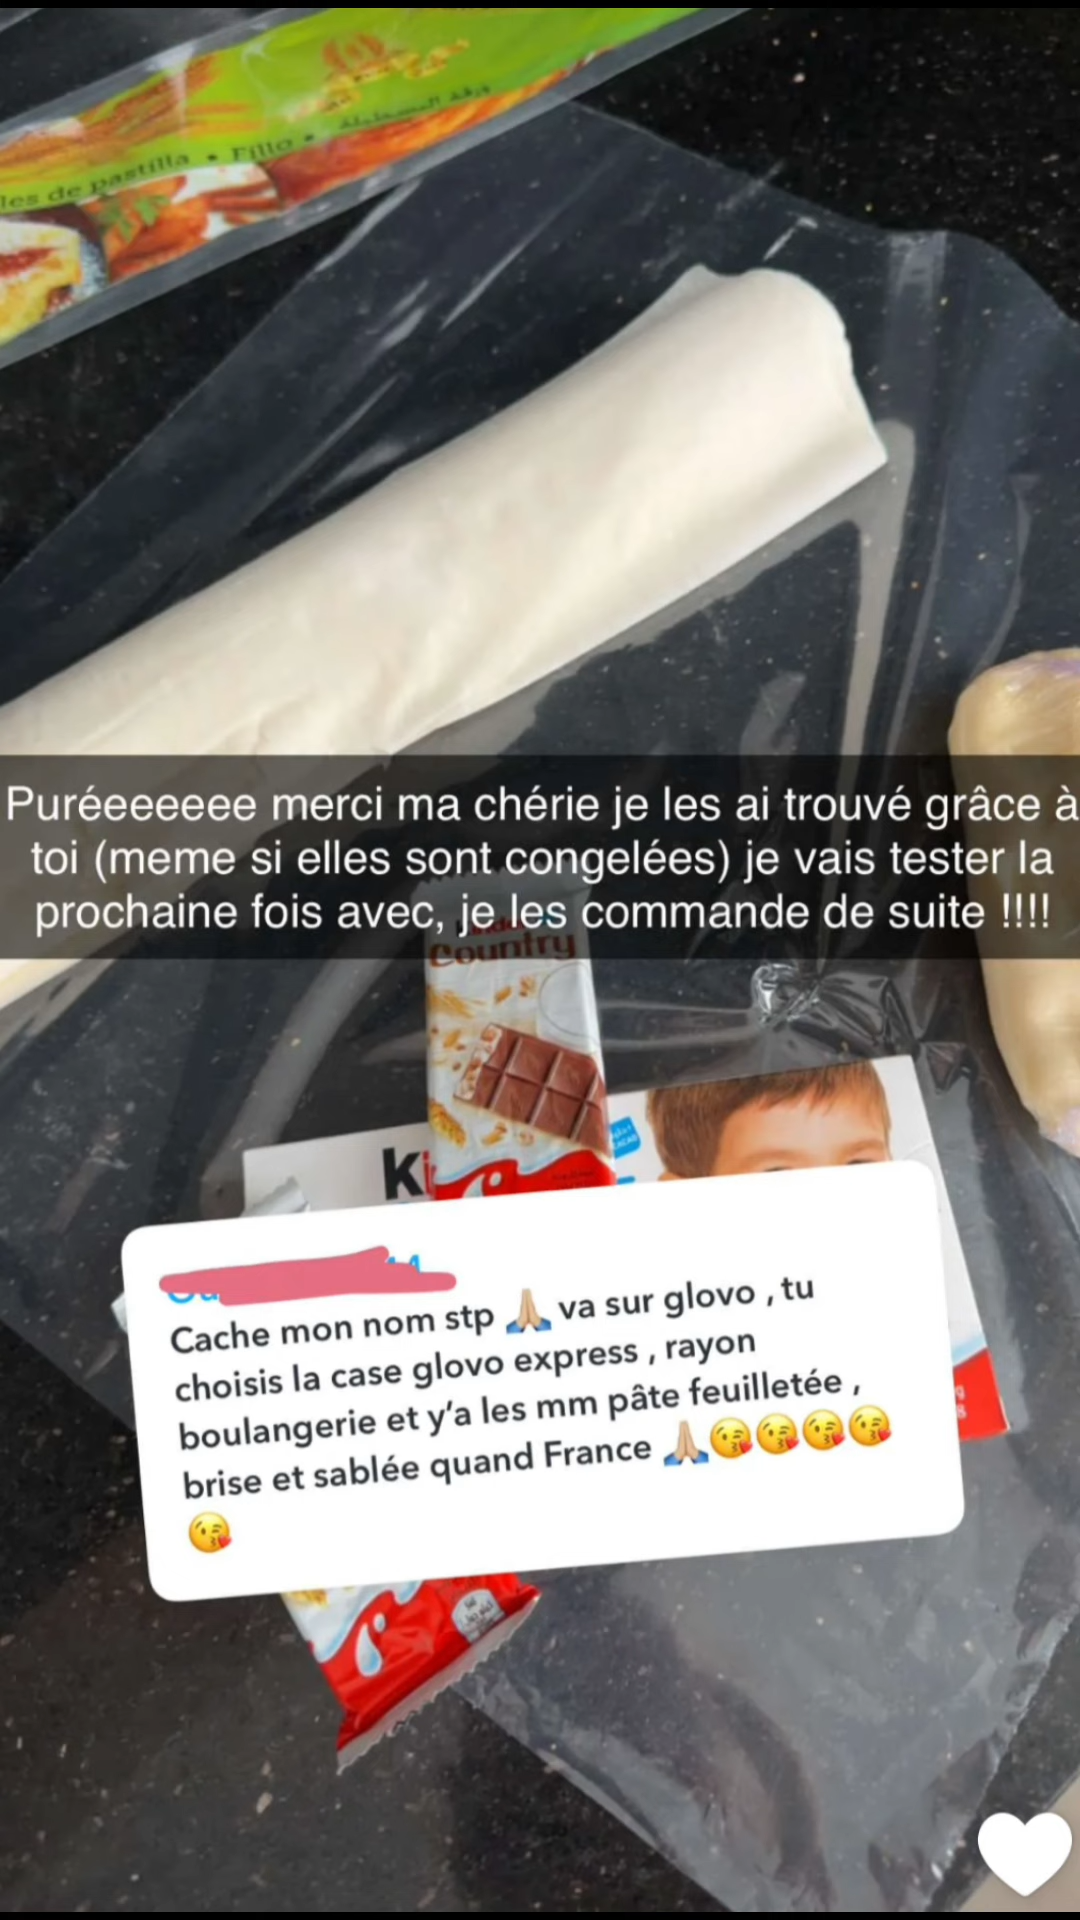 les de pastilla • Filla •
Puréeeeeee merci ma chérie je les ai trouvé grâce à
toi (meme si elles sont congelées) je vais tester la
prochaine fois avec, je les commande de suite !!!!
Country
ki
Cache mon nom stp 🙏🏼 va sur glovo , tu
choisis la case glovo express , rayon
boulangerie et y’a les mm pâte feuilletée ,
brise et sablée quand France 🙏🏼😘😘😘😘
😘